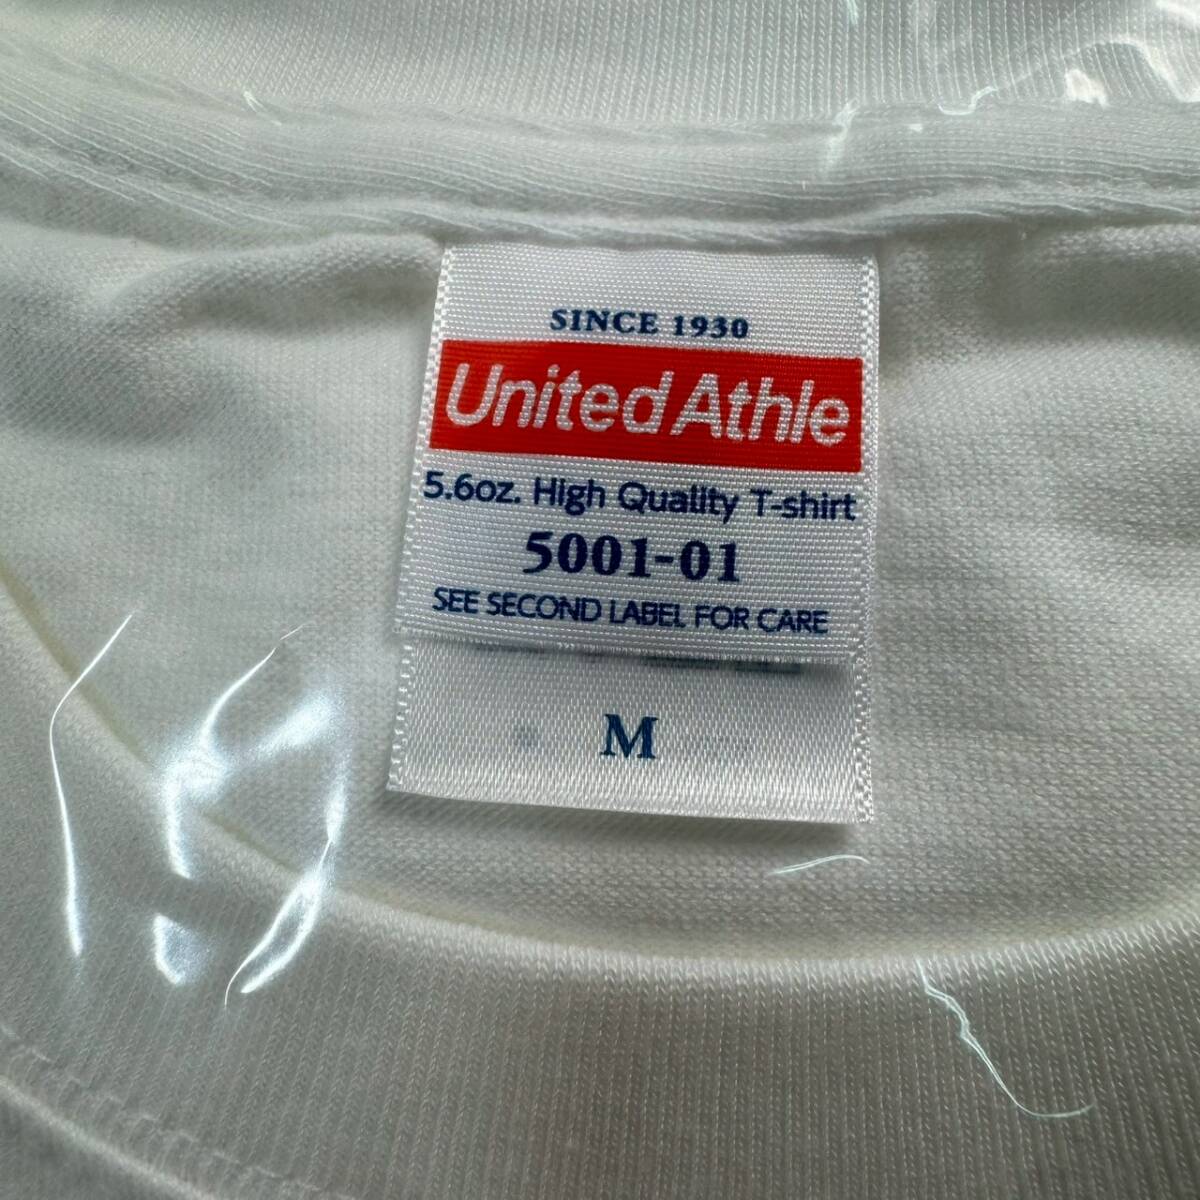 SINCE 1930
United Athle
5.6oz. High Quality T-shirt
5001-01
SEE SECOND LABEL FOR CARE
M